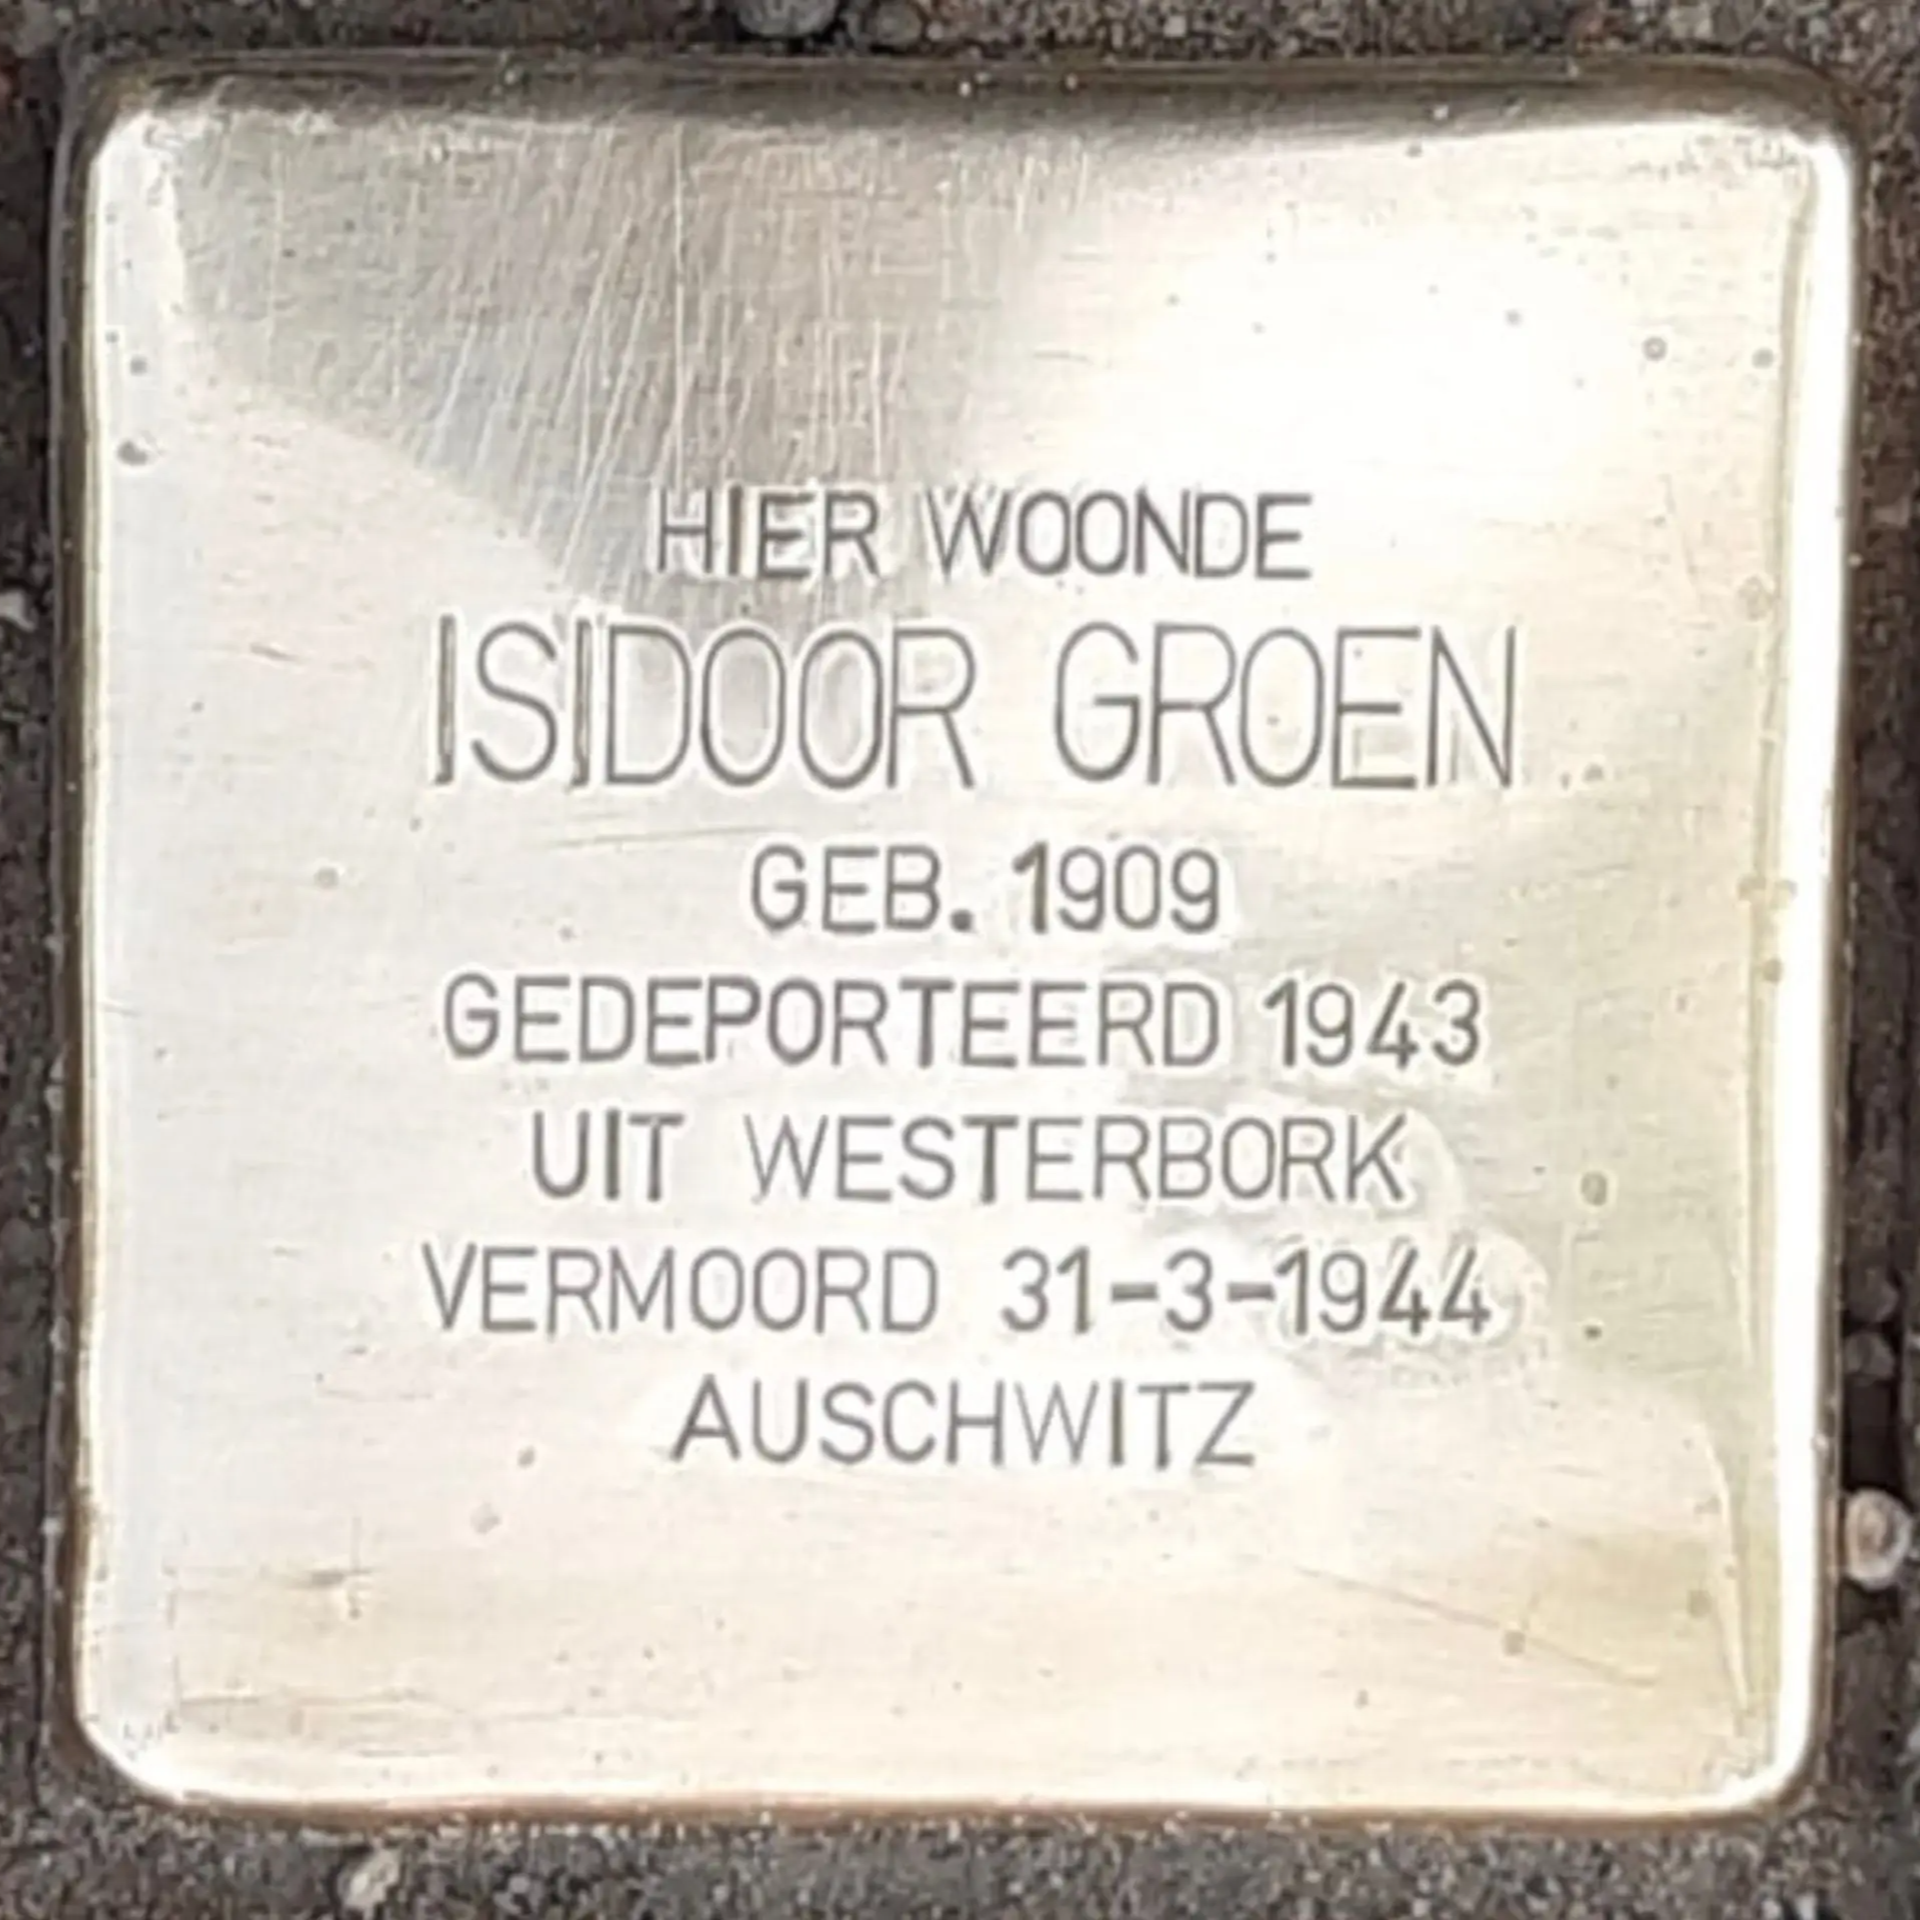 HIER WOONDE
ISIDOOR GROEN
GEB. 1909
GEDEPORTEERD 1943
UIT WESTERBORK
VERMOORD 31-3-1944
AUSCHWITZ